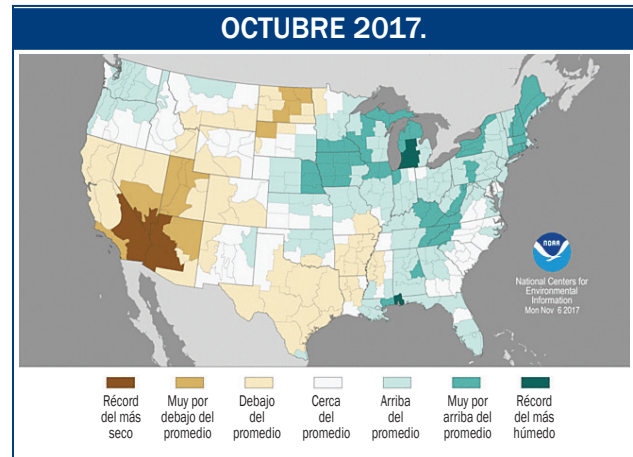 OCTUBRE 2017.
NOAA
National Centers for
Environmental
Information
Mon Nov 6 2017
Récord
del más
seco
Muy por
debajo del
promedio
Debajo
del
promedio
Cerca
del
promedio
Arriba
del
promedio
Muy por
arriba del
promedio
Récord
del más
húmedo